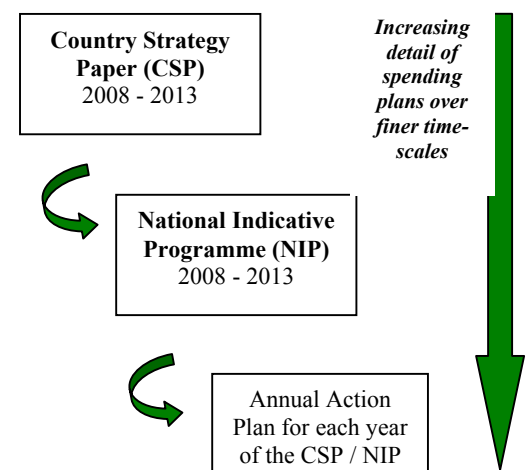 Country Strategy
Paper (CSP)
2008 - 2013
Increasing
detail of
spending
plans over
finer time-
scales
National Indicative
Programme (NIP)
2008 - 2013
Annual Action
Plan for each year
of the CSP / NIP